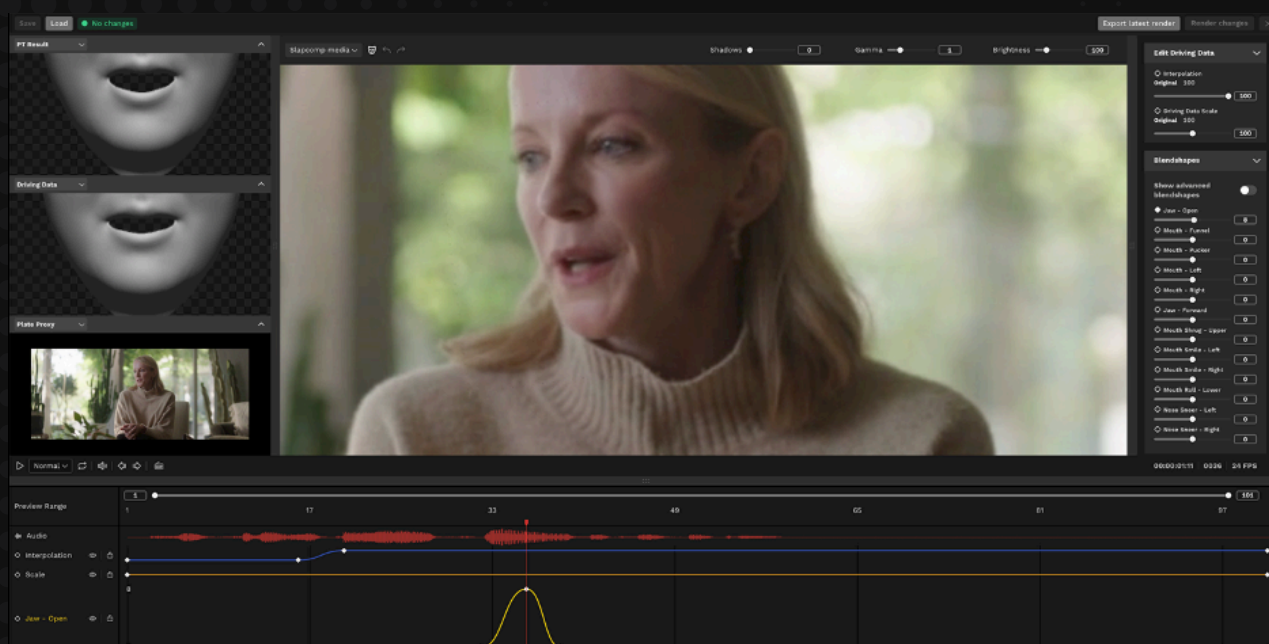 Save Load No changes Export latest render Render changes
PT Result
Slapcomp media Shadows 0 Gamma 1 Brightness 100
Edit Driving Data
Interpolation
Original 100
100
Driving Data Scale
Original 100
100
Blendshapes
Driving Data
Show advanced
blendshapes
Jaw - Open
0
Mouth - Funnel
0
Mouth - Pucker
0
Mouth - Left
0
Mouth - Right
0
Jaw - Forward
0
Plate Proxy
Mouth Shrug - Upper
0
Mouth Smile - Left
0
Mouth Smile - Right
0
Mouth Roll - Lower
0
Nose Sneer - Left
0
Nose Sneer - Right
0
Normal 00:00:01:11 0036 24 FPS
1 101
Preview Range
1 17 33 49 65 81 97
Audio
Interpolation
Scale
Jaw - Open